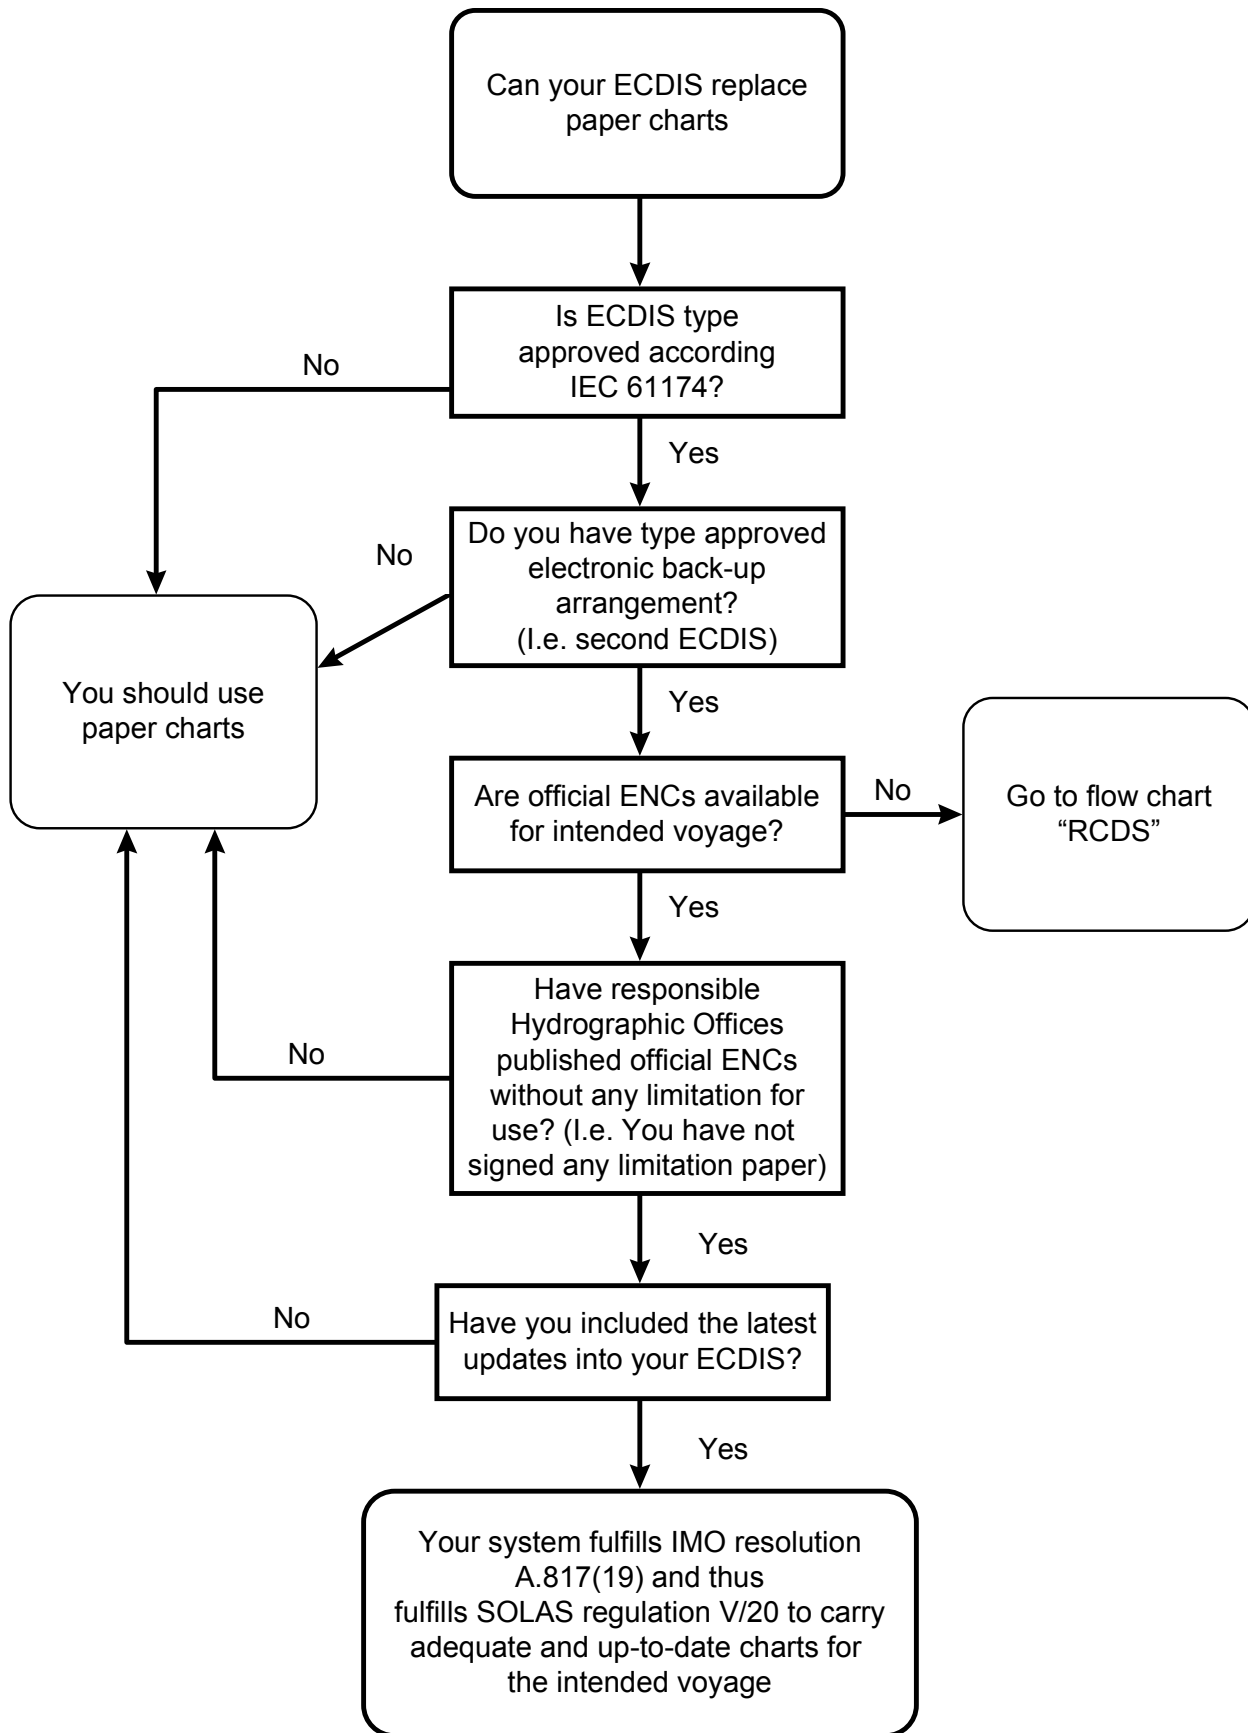 Can your ECDIS replace
paper charts
Is ECDIS type
approved according
IEC 61174?
No
Yes
Do you have type approved
electronic back-up
arrangement?
(I.e. second ECDIS)
No
You should use
paper charts
Yes
Are official ENCs available
for intended voyage?
No
Go to flow chart
“RCDS”
Yes
Have responsible
Hydrographic Offices
published official ENCs
without any limitation for
use? (I.e. You have not
signed any limitation paper)
No
Yes
Have you included the latest
updates into your ECDIS?
No
Yes
Your system fulfills IMO resolution
A.817(19) and thus
fulfills SOLAS regulation V/20 to carry
adequate and up-to-date charts for
the intended voyage